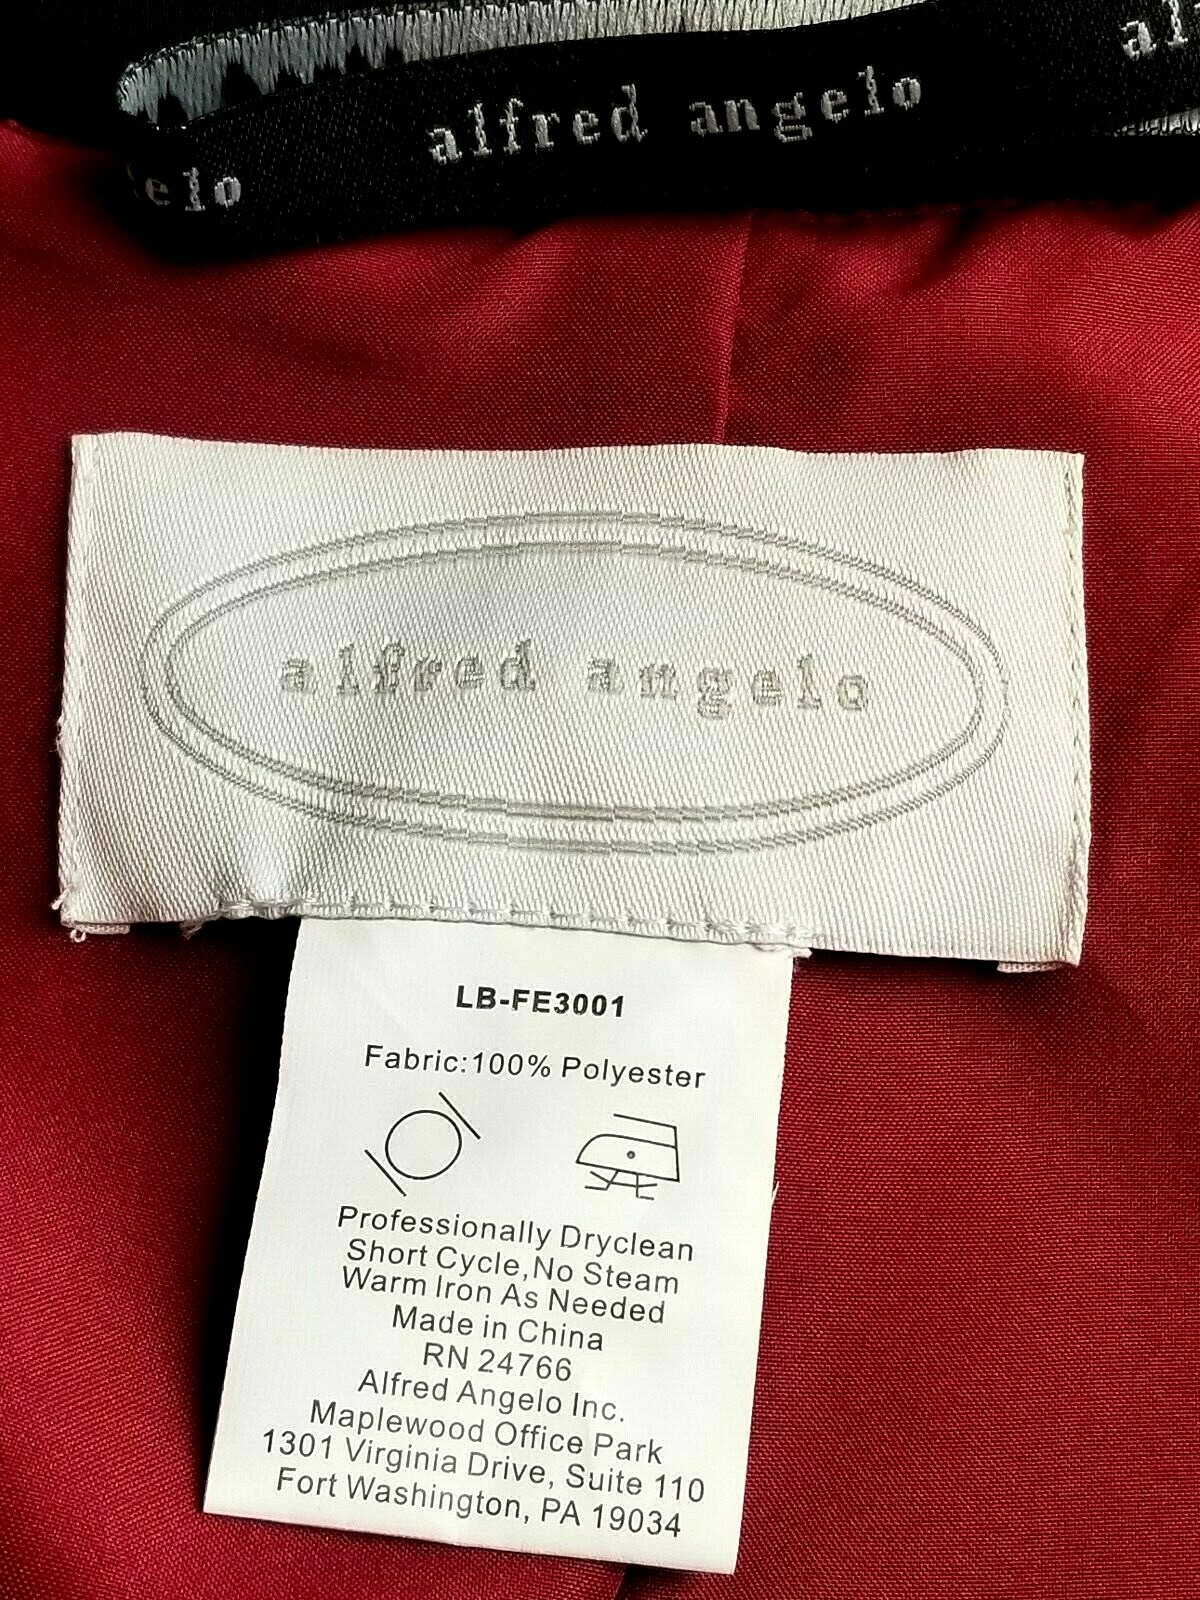 al
alfred angelo
elo
alfred angelo
LB-FE3001
Fabric:100% Polyester
Professionally Dryclean
Short Cycle,No Steam
Warm Iron As Needed
Made in China
RN 24766
Alfred Angelo Inc.
Maplewood Office Park
1301 Virginia Drive, Suite 110
Fort Washington, PA 19034